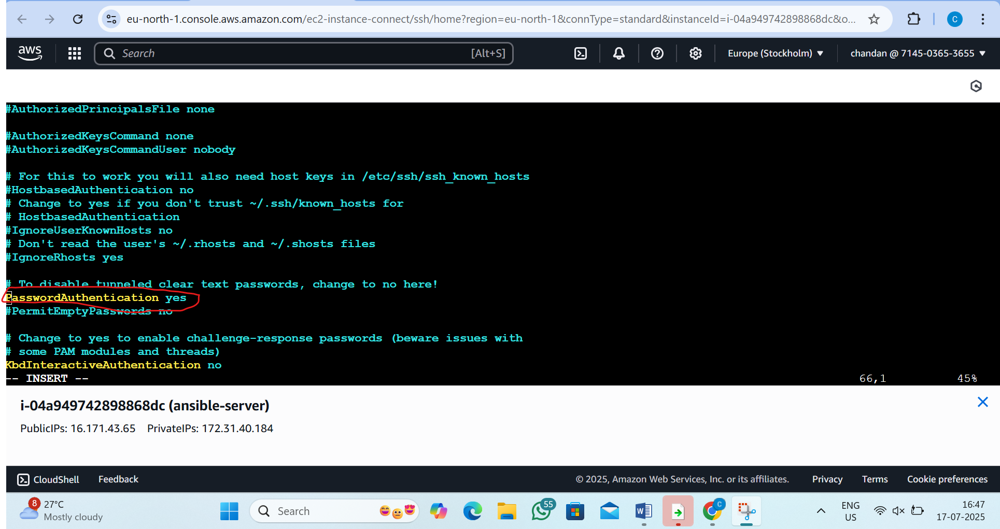 eu-north-1.console.aws.amazon.com/ec2-instance-connect/ssh/home?region=eu-north-1&connType=standard&instanceId=i-04a949742898868dc&o...
C
aws
Search
[Alt+S]
Europe (Stockholm)
chandan @ 7145-0365-3655
#AuthorizedPrincipalsFile none
#AuthorizedKeysCommand none
#AuthorizedKeysCommandUser nobody
# For this to work you will also need host keys in /etc/ssh/ssh_known_hosts
#HostbasedAuthentication no
# Change to yes if you don't trust ~/.ssh/known_hosts for
# HostbasedAuthentication
#IgnoreUserKnownHosts no
# Don't read the user's ~/.rhosts and ~/.shosts files
#IgnoreRhosts yes
# To disable tunneled clear text passwords, change to no here!
PasswordAuthentication yes
#PermitEmptyPasswords no
# Change to yes to enable challenge-response passwords (beware issues with
# some PAM modules and threads)
KbdInteractiveAuthentication no
-- INSERT --
66,1
45%
i-04a949742898868dc (ansible-server)
PublicIPs: 16.171.43.65 PrivateIPs: 172.31.40.184
CloudShell
Feedback
© 2025, Amazon Web Services, Inc. or its affiliates.
Privacy
Terms
Cookie preferences
8
27°C
Mostly cloudy
Search
55
W
C
ENG
US
16:47
17-07-2025